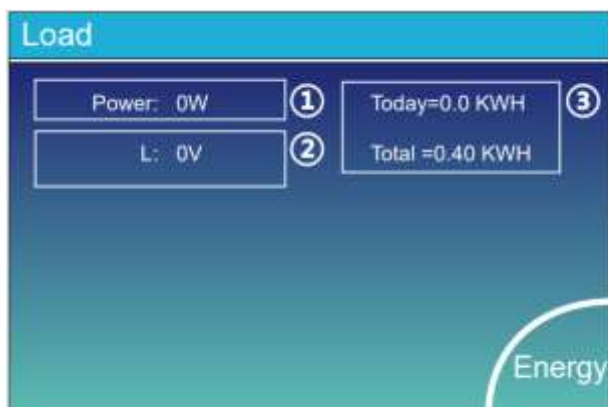 Load
Power: 0W ①
L: 0V ②
Today=0.0 KWH ③
Total =0.40 KWH
Energy